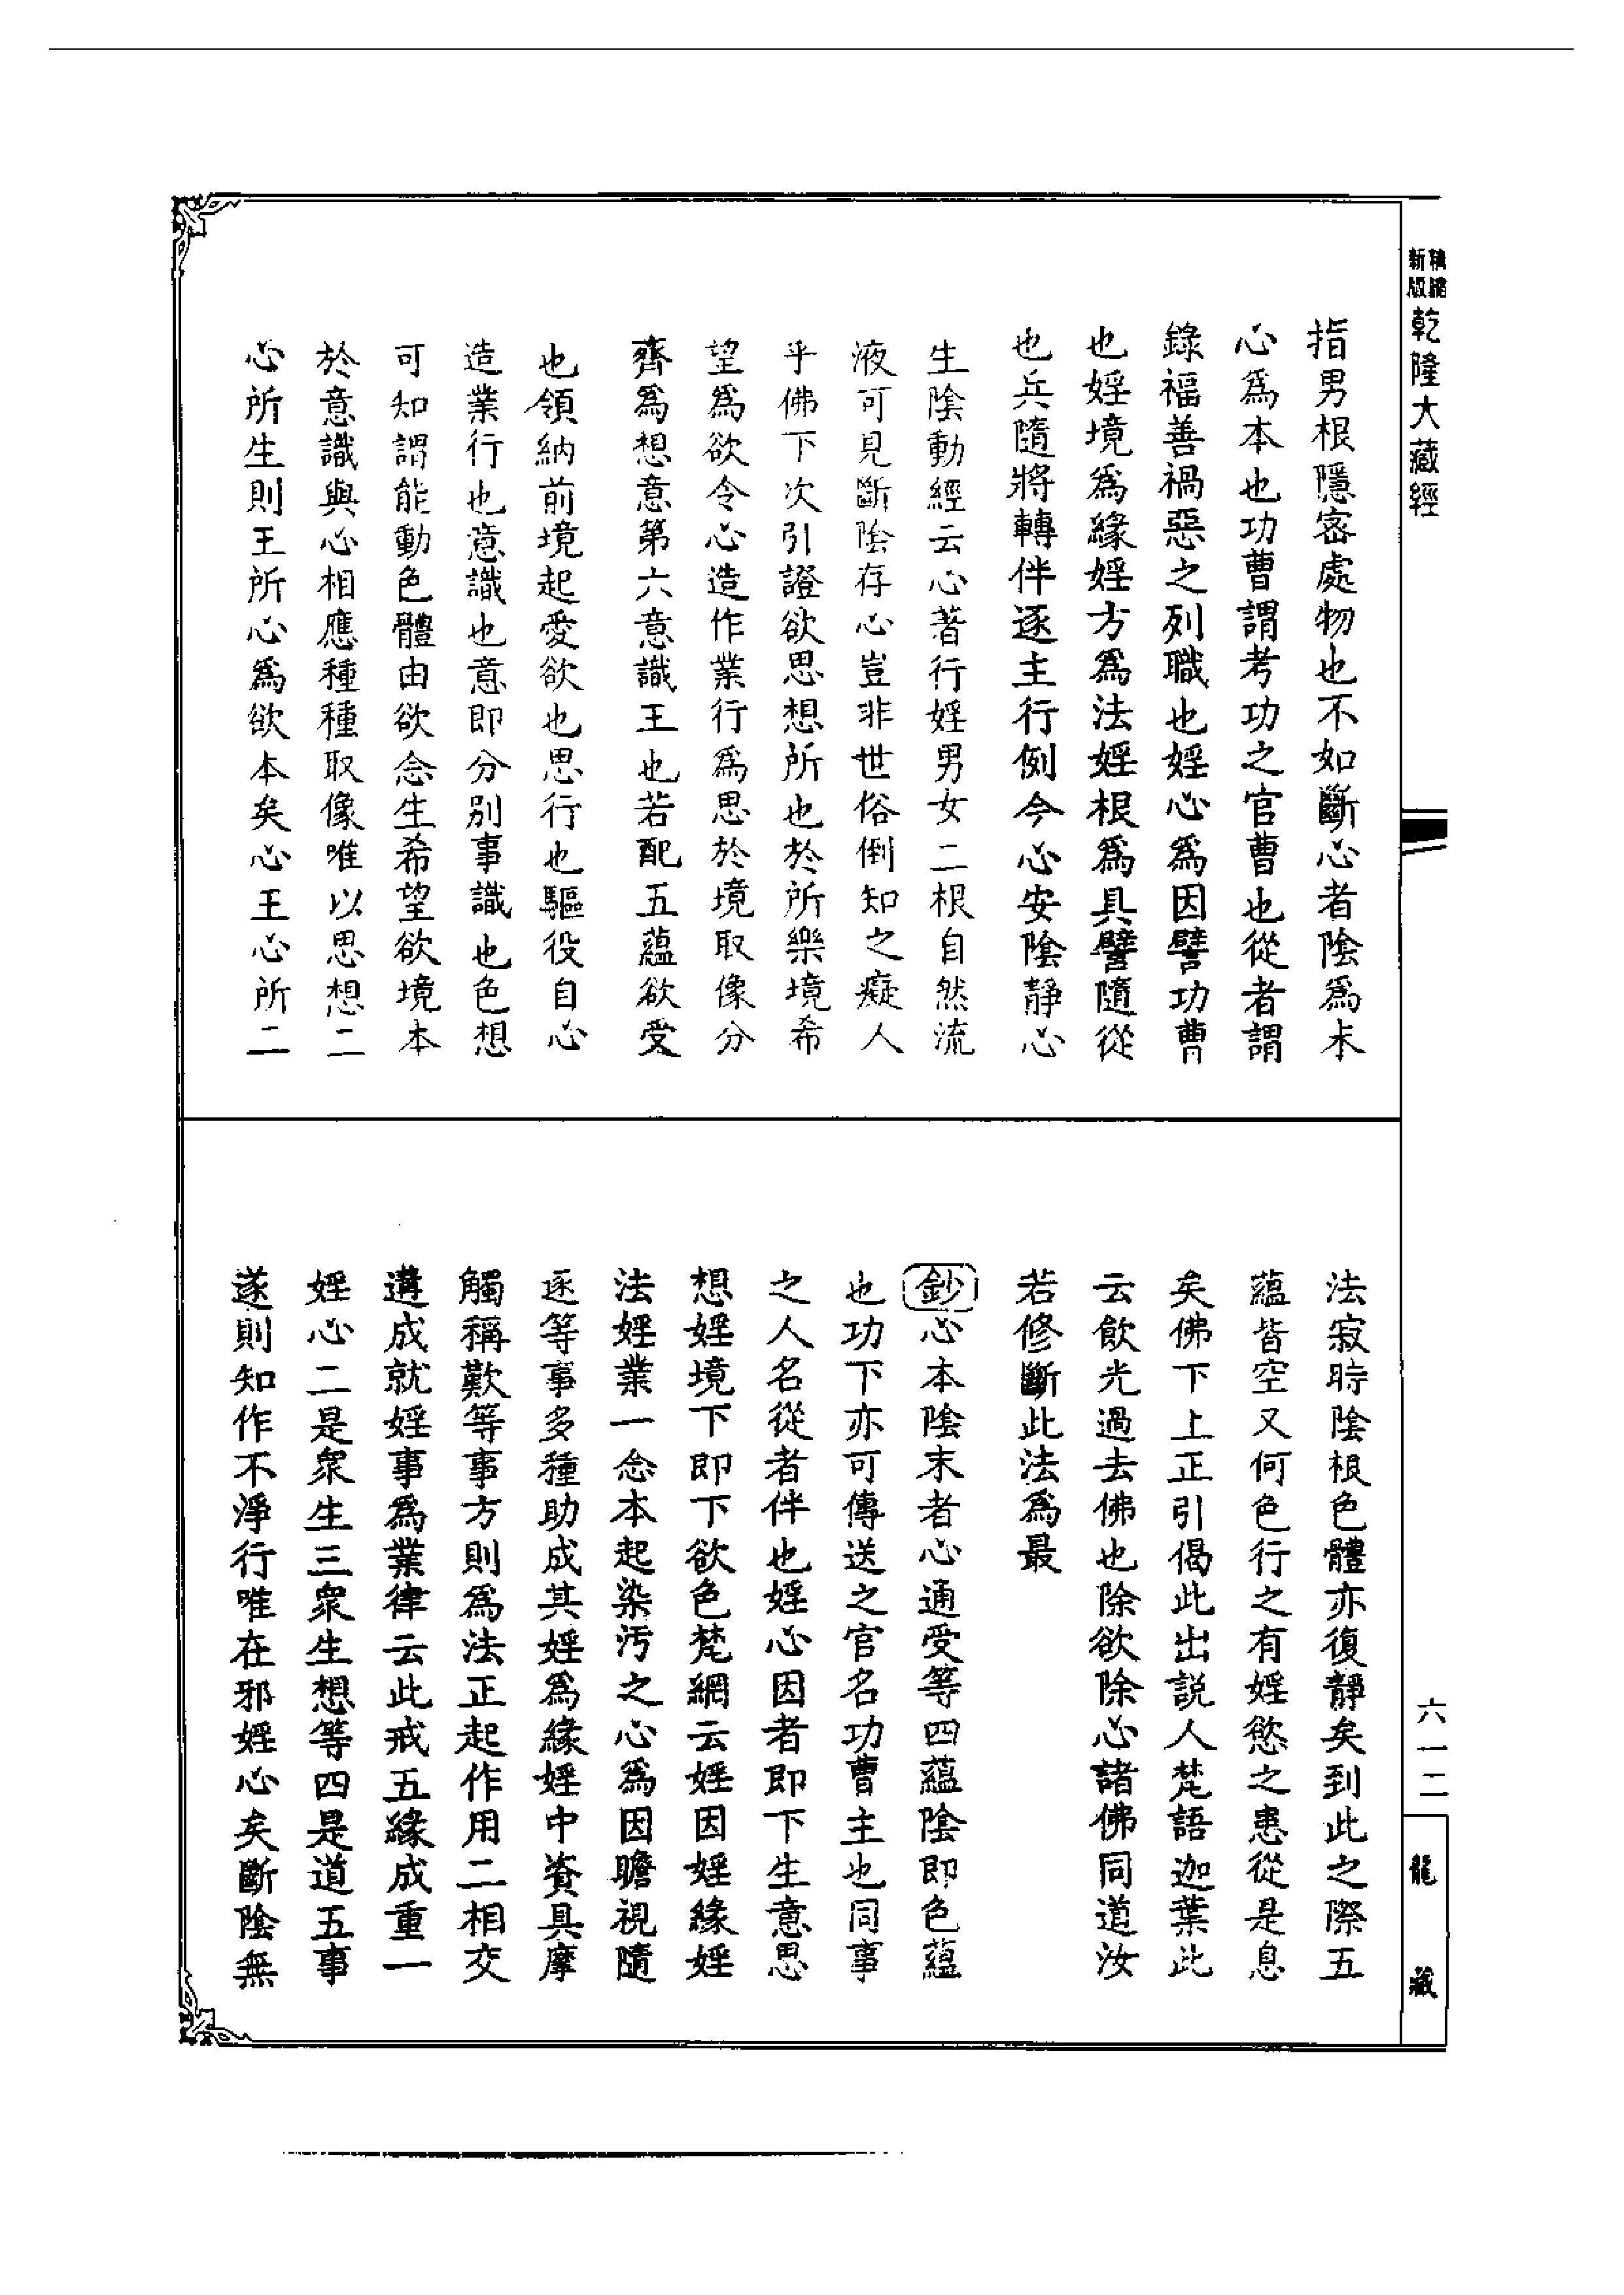 精縮新版乾隆大藏經
指男根隱密處物也不如斷心者陰爲末
心爲本也功曹謂考功之官曹也從者謂
錄福善禍惡之列職也婬心爲因譬功曹
也婬境爲緣婬方爲法婬根爲具譬隨從
也兵隨將轉伴逐主行例今心安陰靜心
生陰動經云心著行婬男女二根自然流
液可見斷陰存心豈非世俗倒知之癡人
乎佛下次引證欲思想所也於所樂境希
望爲欲令心造作業行爲思於境取像分
齊爲想意第六意識王也若配五蘊欲受
也領納前境起愛欲也思行也驅役自心
造業行也意識也意即分別事識也色想
可知謂能動色體由欲念生希望欲境本
於意識與心相應種種取像唯以思想二
心所生則王所心爲欲本矣心王心所二
法寂時陰根色體亦復靜矣到此之際五
蘊皆空又何色行之有婬慾之患從是息
矣佛下上正引偈此出說人梵語迦葉此
云飲光過去佛也除欲除心諸佛同道汝
若修斷此法爲最
鈔心本陰末者心通受等四蘊陰即色蘊
也功下亦可傳送之官名功曹主也同事
之人名從者伴也婬心因者即下生意思
想婬境下即下欲色梵網云婬因婬緣婬
法婬業一念本起染污之心爲因瞻視隨
逐等事多種助成其婬爲緣婬中資具摩
觸稱歎等事方則爲法正起作用二相交
遘成就婬事爲業律云此戒五緣成重一
婬心二是衆生三衆生想等四是道五事
遂則知作不淨行唯在邪婬心矣斷陰無
六一二
龍藏